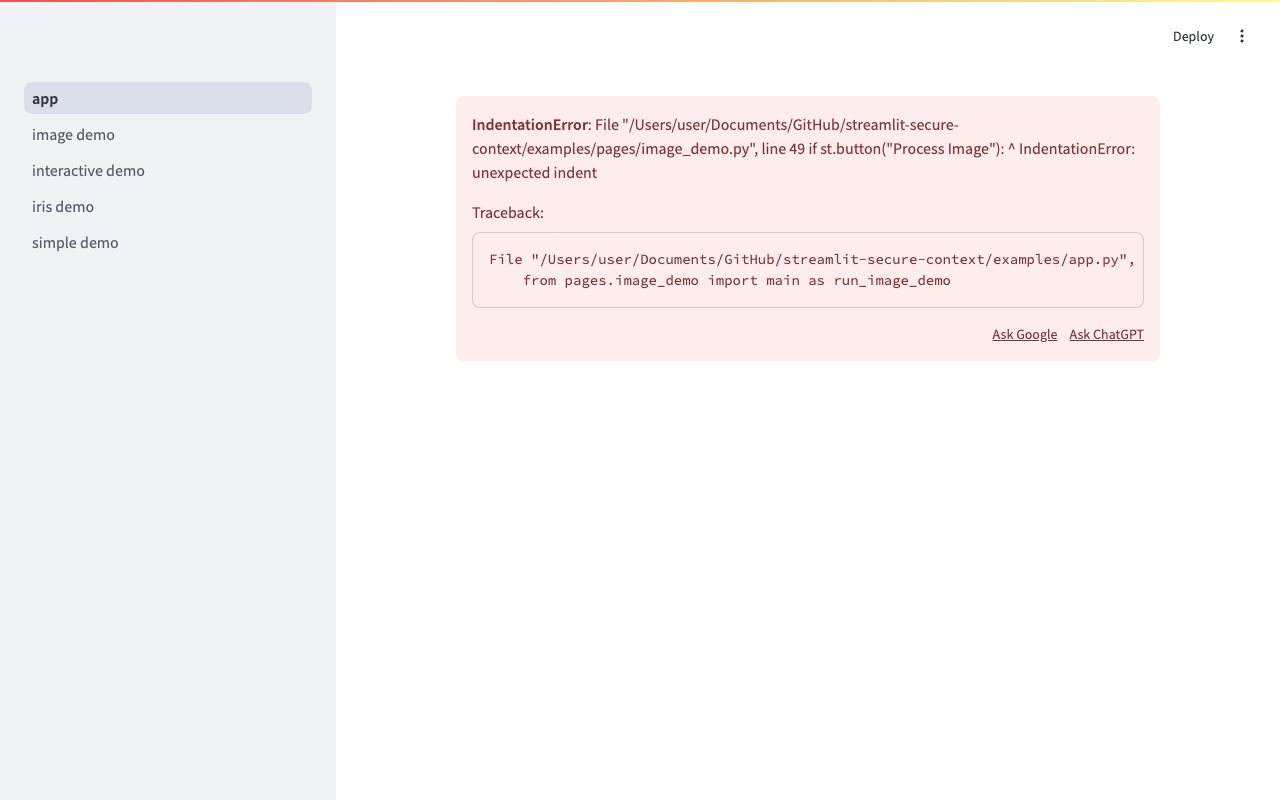 Deploy
app
image demo
interactive demo
iris demo
simple demo
IndentationError: File "/Users/user/Documents/GitHub/streamlit-secure-
context/examples/pages/image_demo.py", line 49 if st.button("Process Image"): ^ IndentationError:
unexpected indent
Traceback:
File "/Users/user/Documents/GitHub/streamlit-secure-context/examples/app.py",
    from pages.image_demo import main as run_image_demo
Ask Google Ask ChatGPT